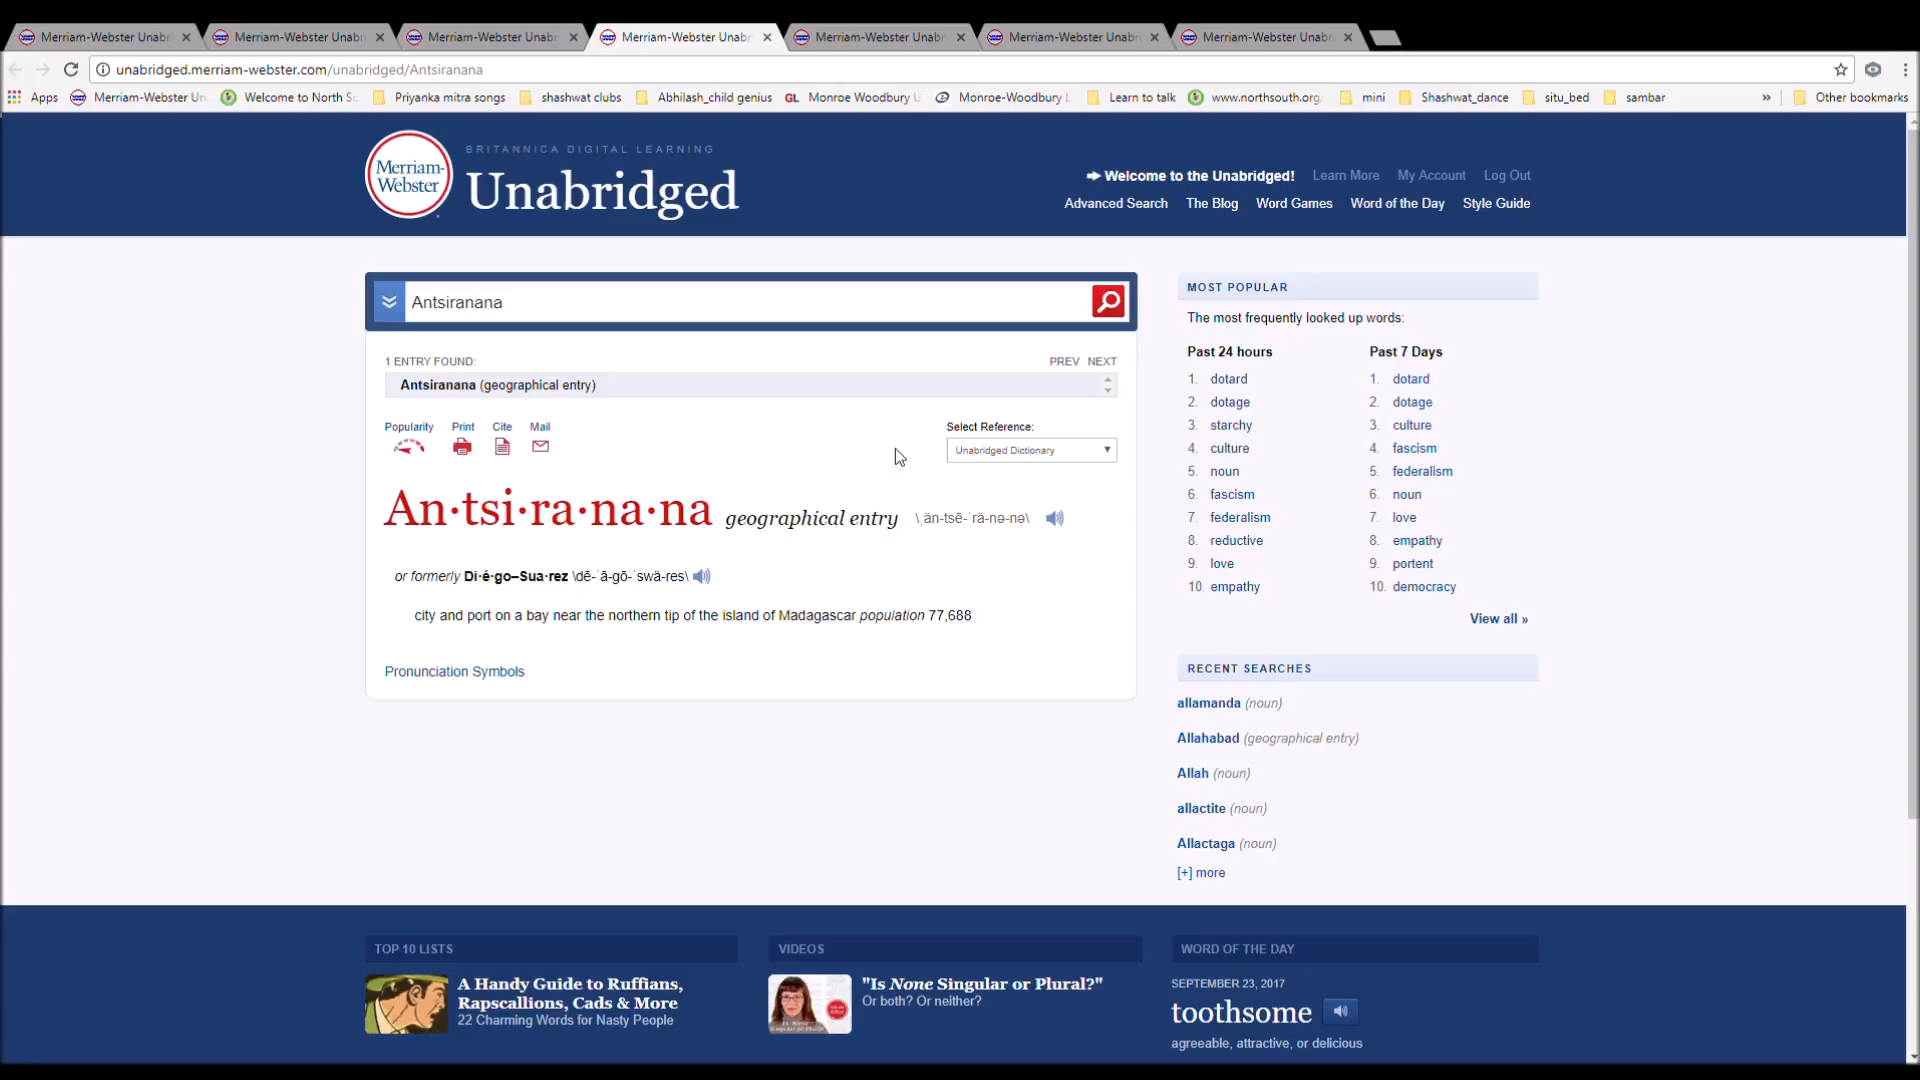 Merriam-Webster Unab
Merriam-Webster Unab
Merriam-Webster Unab
Merriam-Webster Unab
Merriam-Webster Unab
Merriam-Webster Unab
Merriam-Webster Unab
unabridged.merriam-webster.com/unabridged/Antsiranana
Apps Merriam-Webster Un Welcome to North Priyanka mitra songs shashwat clubs Abhilash_child genius GL Monroe Woodbury Monroe-Woodbury Learn to talk www.northsouth.org mini Shashwat_dance situ_bed sambar » Other bookmarks
Merriam-
Webster
BRITANNICA DIGITAL LEARNING
Unabridged
Welcome to the Unabridged! Learn More My Account Log Out
Advanced Search The Blog Word Games Word of the Day Style Guide
Antsiranana
1 ENTRY FOUND: PREV NEXT
Antsiranana (geographical entry)
Popularity Print Cite Mail
Select Reference:
Unabridged Dictionary
An·tsi·ra·na·na geographical entry \ˌän-tsē-ˈrä-nə-nə\
or formerly Di·é·go–Sua·rez \dē-ˈā-gō-ˈswä-res\
city and port on a bay near the northern tip of the island of Madagascar population 77,688
Pronunciation Symbols
MOST POPULAR
The most frequently looked up words:
Past 24 hours
1. dotard
2. dotage
3. starchy
4. culture
5. noun
6. fascism
7. federalism
8. reductive
9. love
10. empathy
Past 7 Days
1. dotard
2. dotage
3. culture
4. fascism
5. federalism
6. noun
7. love
8. empathy
9. portent
10. democracy
View all »
RECENT SEARCHES
allamanda (noun)
Allahabad (geographical entry)
Allah (noun)
allactite (noun)
Allactaga (noun)
[+] more
TOP 10 LISTS
A Handy Guide to Ruffians,
Rapscallions, Cads & More
22 Charming Words for Nasty People
VIDEOS
"Is None Singular or Plural?"
Or both? Or neither?
WORD OF THE DAY
SEPTEMBER 23, 2017
toothsome
agreeable, attractive, or delicious